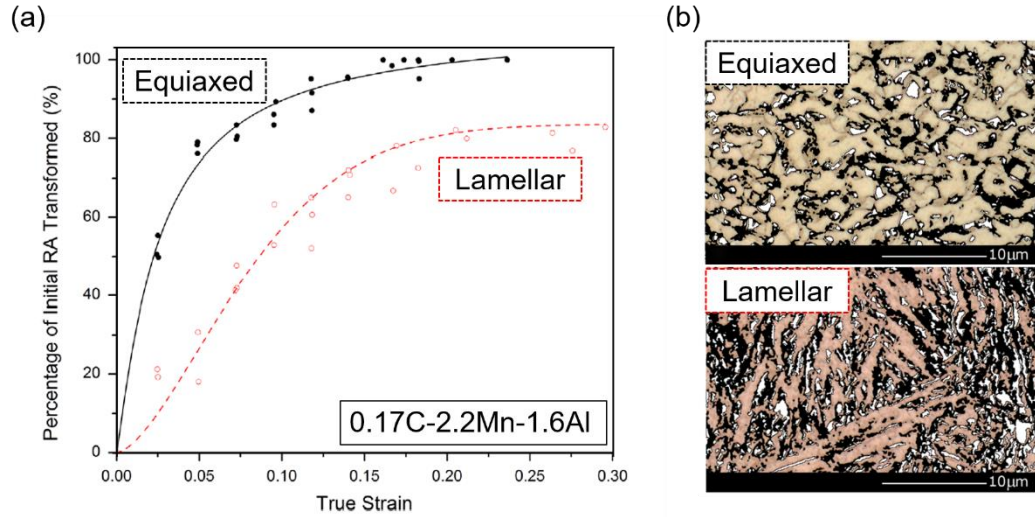 (a)
Percentage of Initial RA Transformed (%)
100
80
60
40
20
0
Equiaxed
Lamellar
0.17C-2.2Mn-1.6Al
0.00
0.05
0.10
0.15
0.20
0.25
0.30
True Strain
(b)
Equiaxed
10μm
Lamellar
10μm